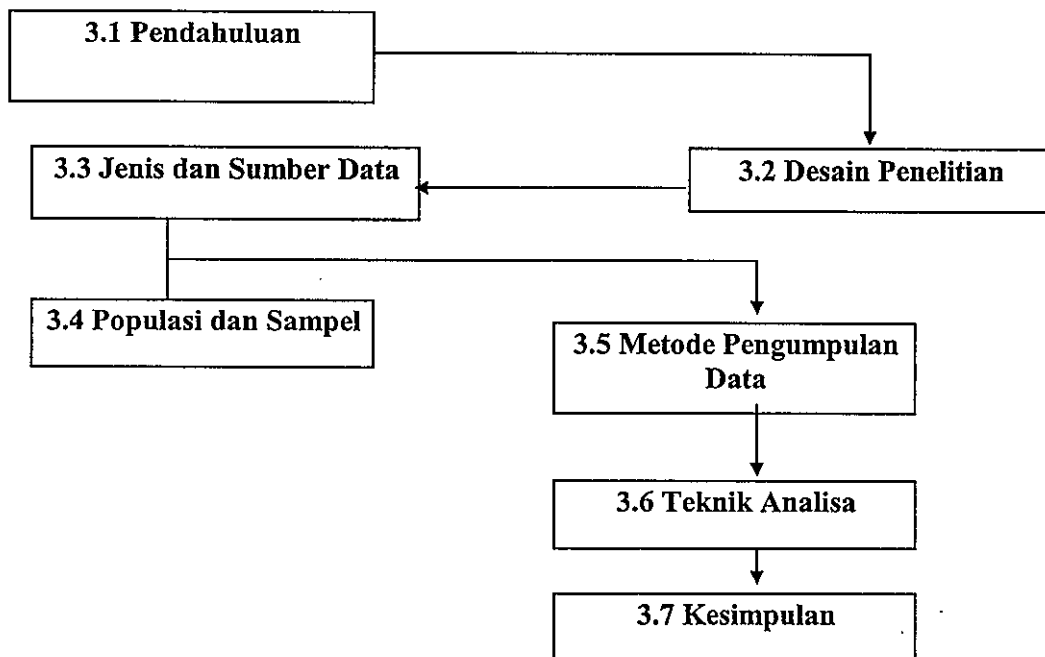 3.1 Pendahuluan
3.3 Jenis dan Sumber Data
3.2 Desain Penelitian
3.4 Populasi dan Sampel
3.5 Metode Pengumpulan
Data
3.6 Teknik Analisa
3.7 Kesimpulan